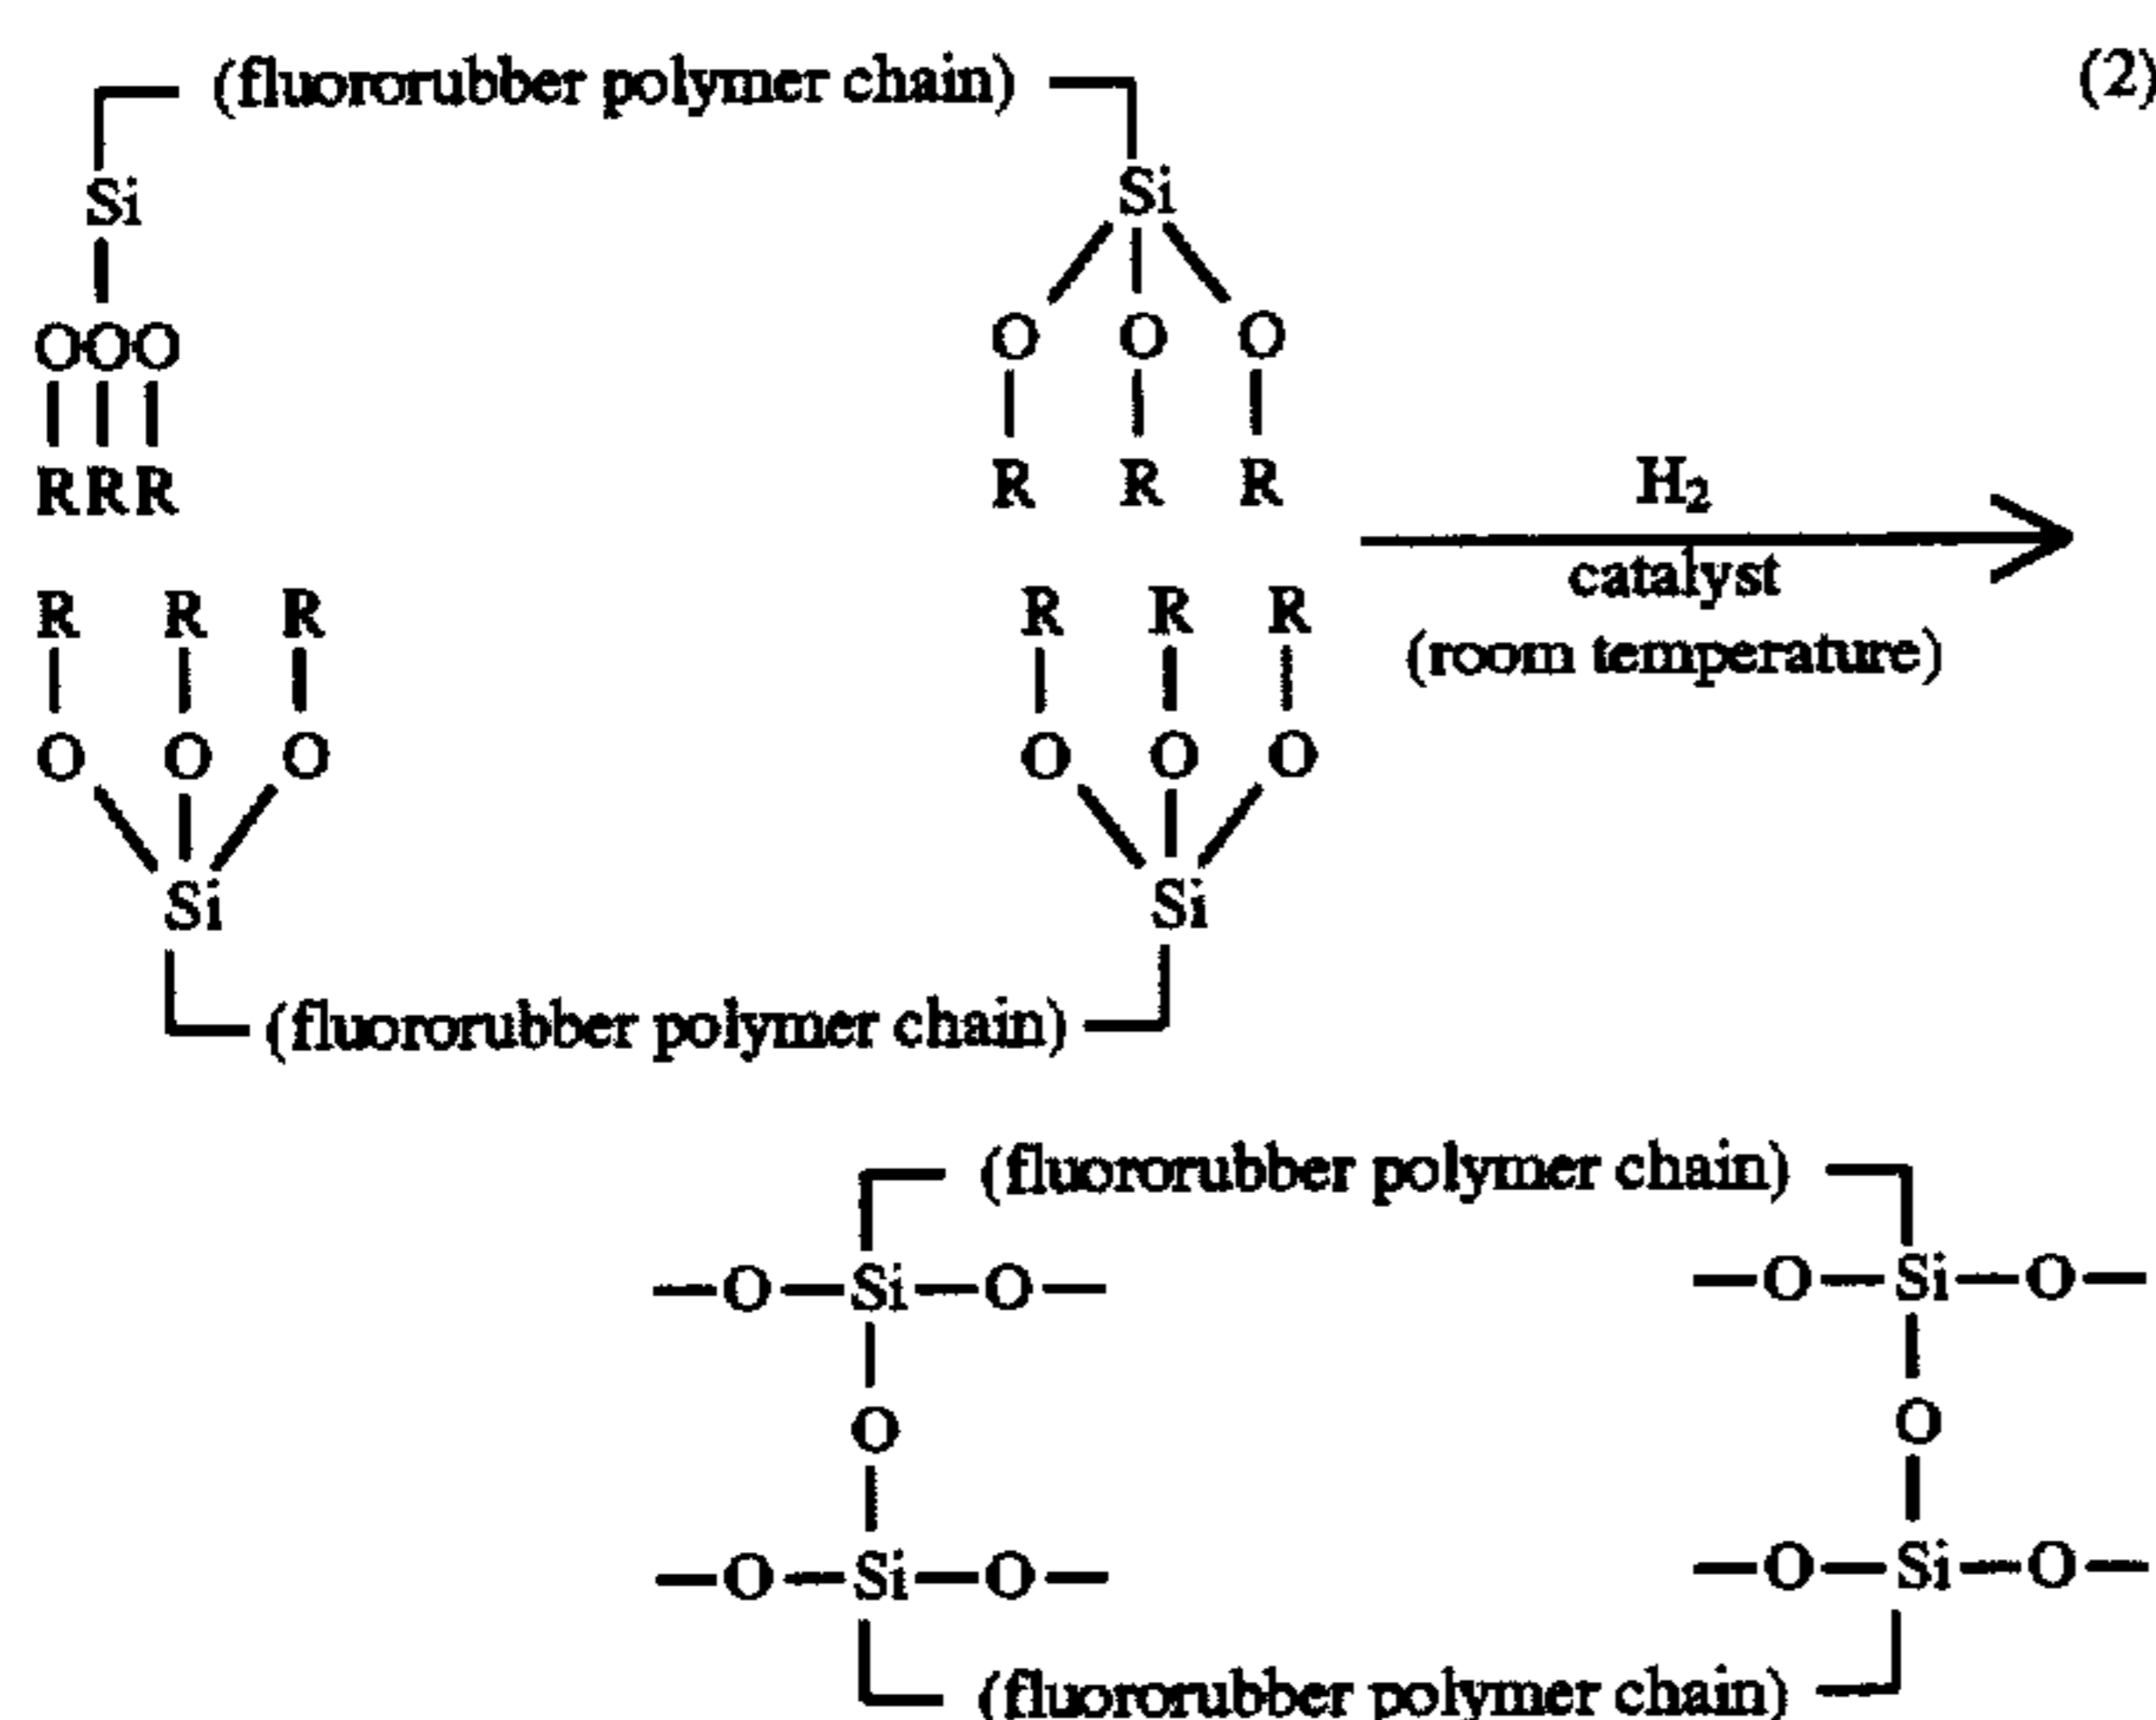 (fluororubber polymer chain) (2)
Si Si
OOO O O O
RRR R R R
H₂
catalyst
R R R R R R
(room temperature)
O O O O O O
Si Si
(fluororubber polymer chain)
(fluororubber polymer chain)
—O—Si—O— —O—Si—O—
O O
—O—Si—O— —O—Si—O—
(fluororubber polymer chain)